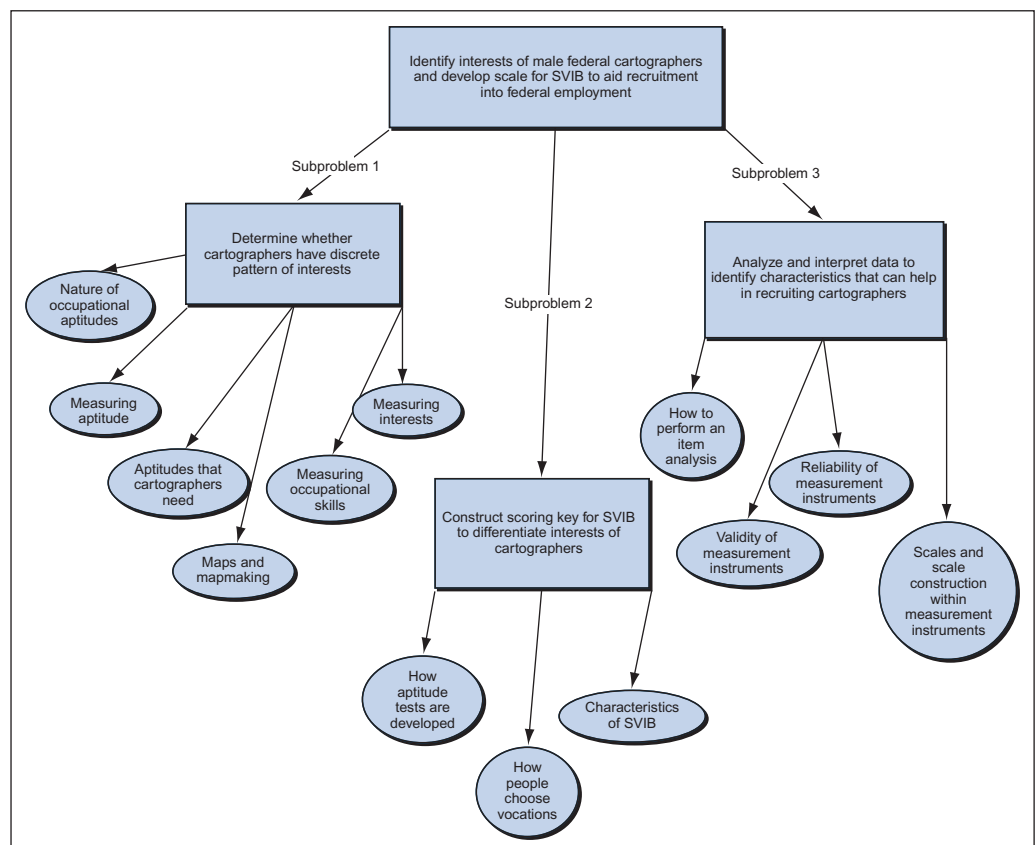 Identify interests of male federal cartographers
and develop scale for SVIB to aid recruitment
into federal employment
Subproblem 1
Determine whether
cartographers have discrete
pattern of interests
Nature of
occupational
aptitudes
Measuring
aptitude
Aptitudes that
cartographers
need
Maps and
mapmaking
Measuring
occupational
skills
Measuring
interests
Subproblem 2
Construct scoring key for SVIB
to differentiate interests of
cartographers
How
aptitude
tests are
developed
How
people
choose
vocations
Characteristics
of SVIB
Subproblem 3
Analyze and interpret data to
identify characteristics that can help
in recruiting cartographers
How to
perform an
item
analysis
Validity of
measurement
instruments
Reliability of
measurement
instruments
Scales and
scale
construction
within
measurement
instruments